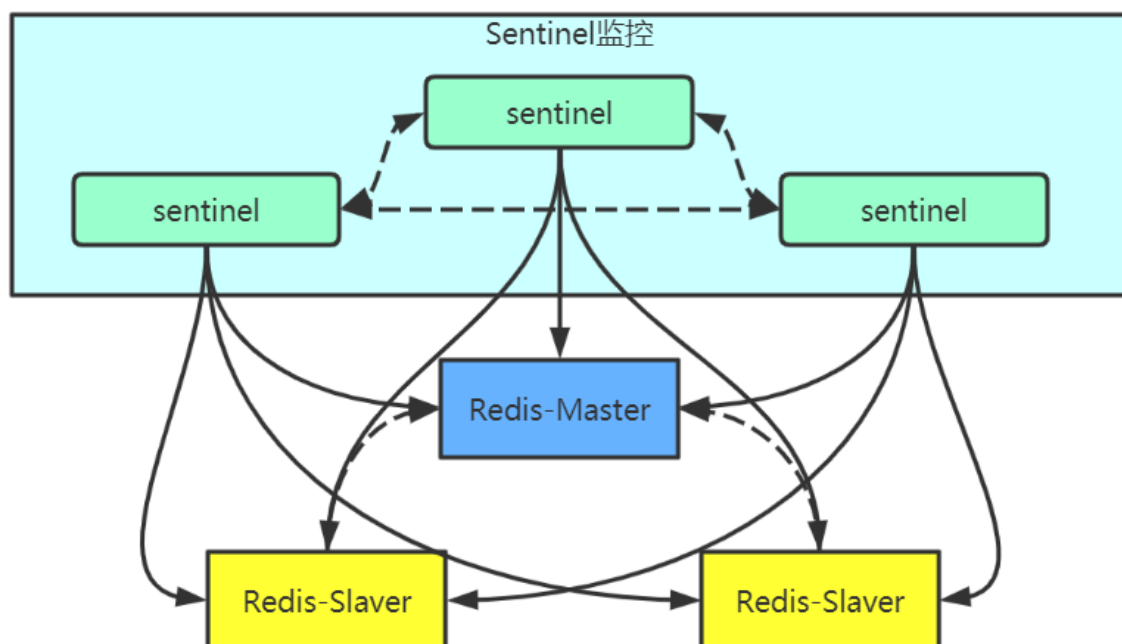 Sentinel监控
sentinel
sentinel
sentinel
Redis-Master
Redis-Slaver
Redis-Slaver